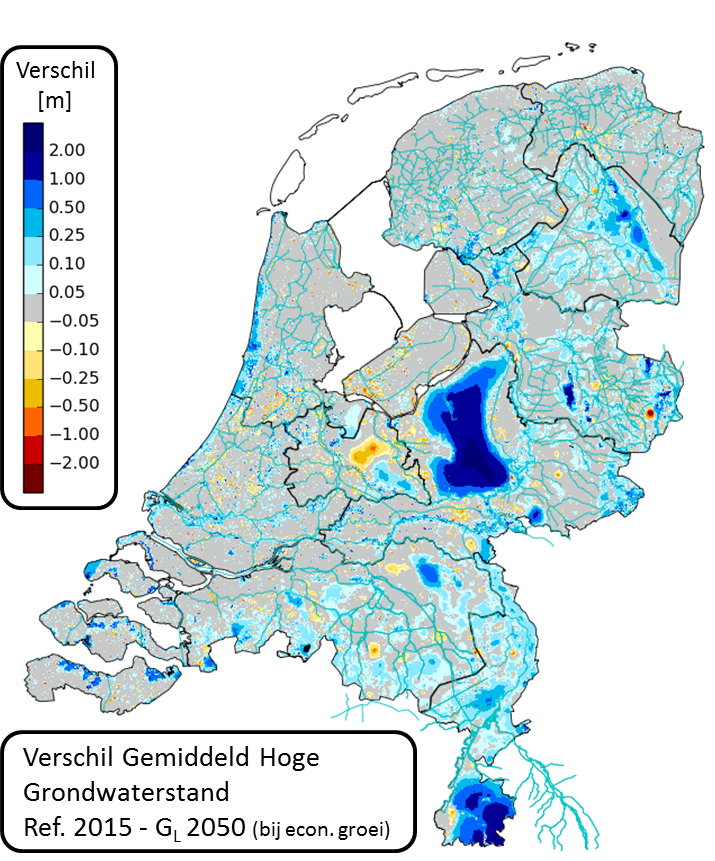 Verschil
[m]
2.00
1.00
0.50
0.25
0.10
0.05
−0.05
−0.10
−0.25
−0.50
−1.00
−2.00
Verschil Gemiddeld Hoge
Grondwaterstand
Ref. 2015 - GL 2050 (bij econ. groei)